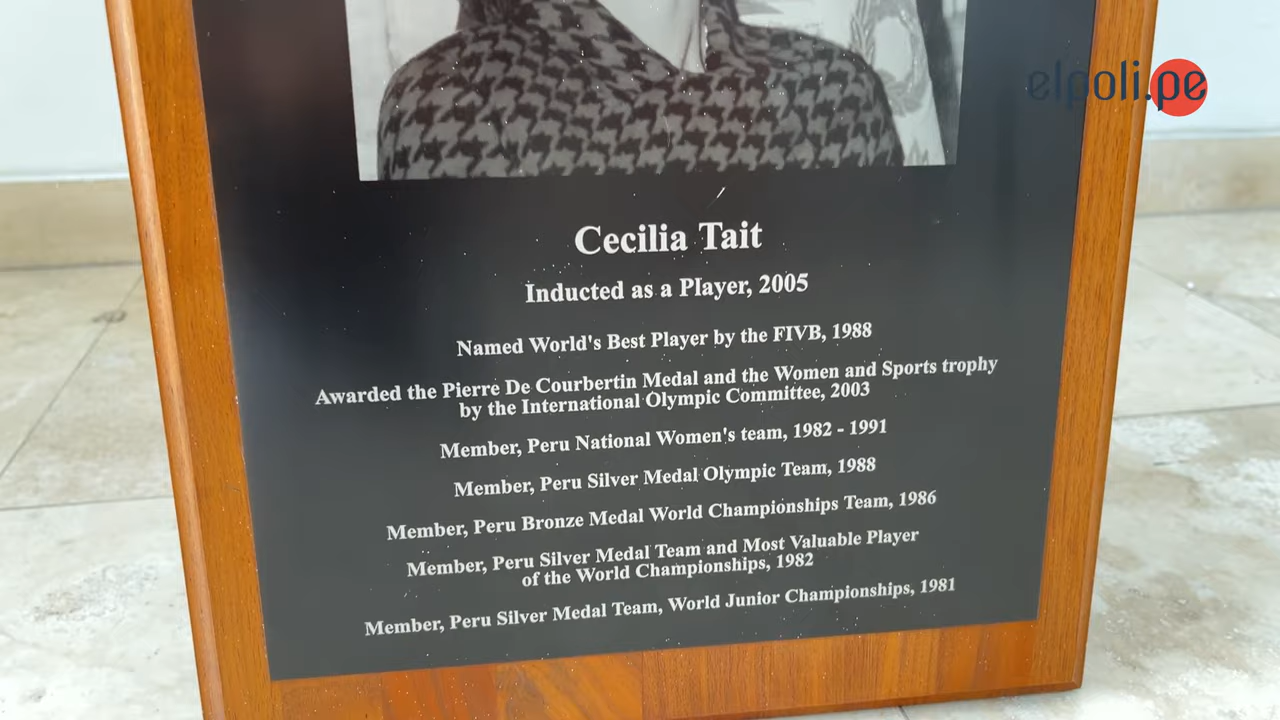 elpoli.pe
Cecilia Tait
Inducted as a Player, 2005
Named World's Best Player by the FIVB, 1988
Awarded the Pierre De Courbertin Medal and the Women and Sports trophy
by the International Olympic Committee, 2003
Member, Peru National Women's team, 1982 - 1991
Member, Peru Silver Medal Olympic Team, 1988
Member, Peru Bronze Medal World Championships Team, 1986
Member, Peru Silver Medal Team and Most Valuable Player
of the World Championships, 1982
Member, Peru Silver Medal Team, World Junior Championships, 1981